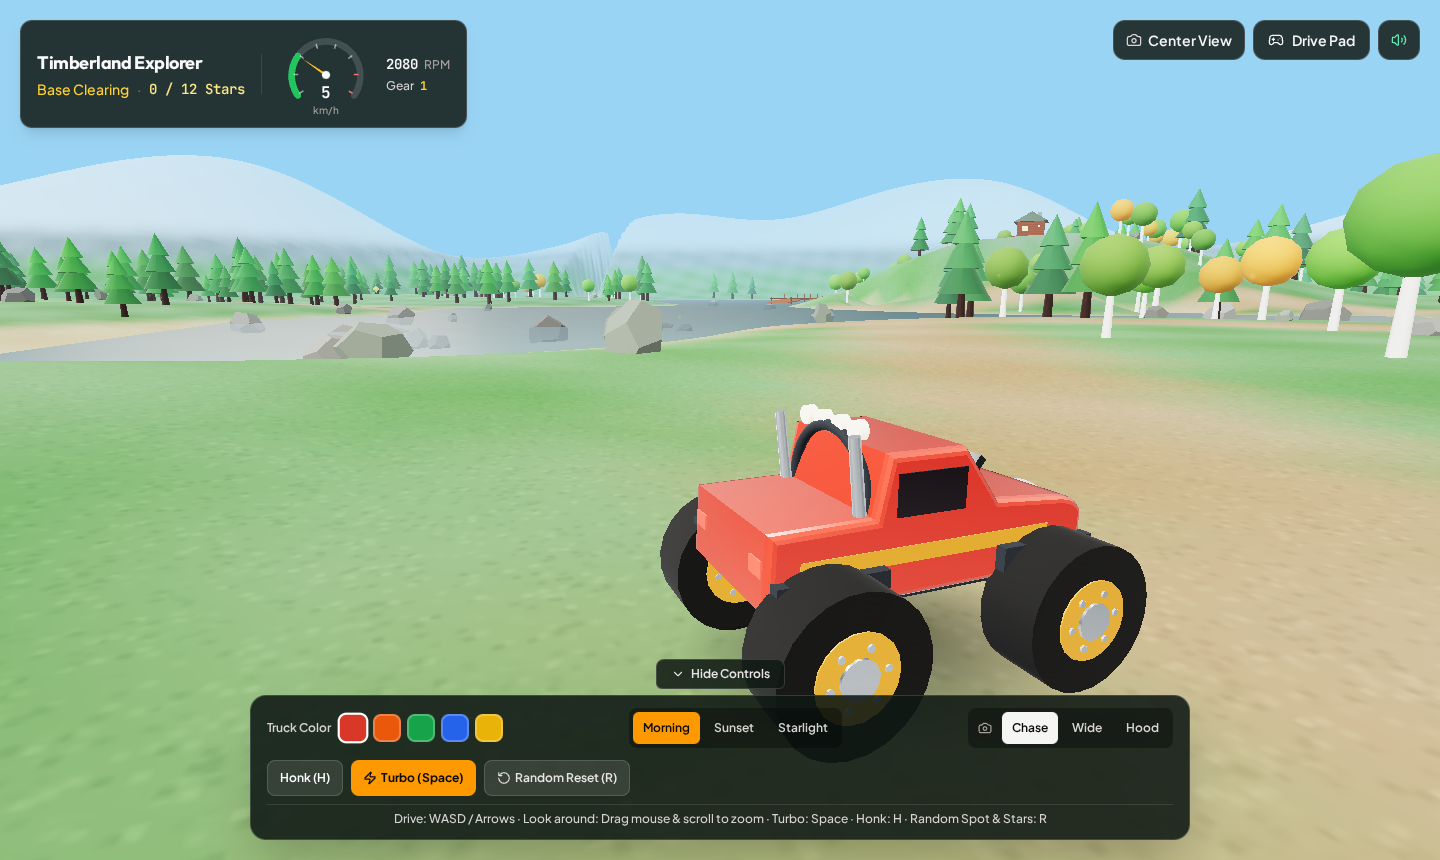 Timberland Explorer
Base Clearing · 0 / 12 Stars
5
km/h
2080 RPM
Gear 1
Center View
Drive Pad
Hide Controls
Truck Color
Morning
Sunset
Starlight
Chase
Wide
Hood
Honk (H)
Turbo (Space)
Random Reset (R)
Drive: WASD / Arrows · Look around: Drag mouse & scroll to zoom · Turbo: Space · Honk: H · Random Spot & Stars: R